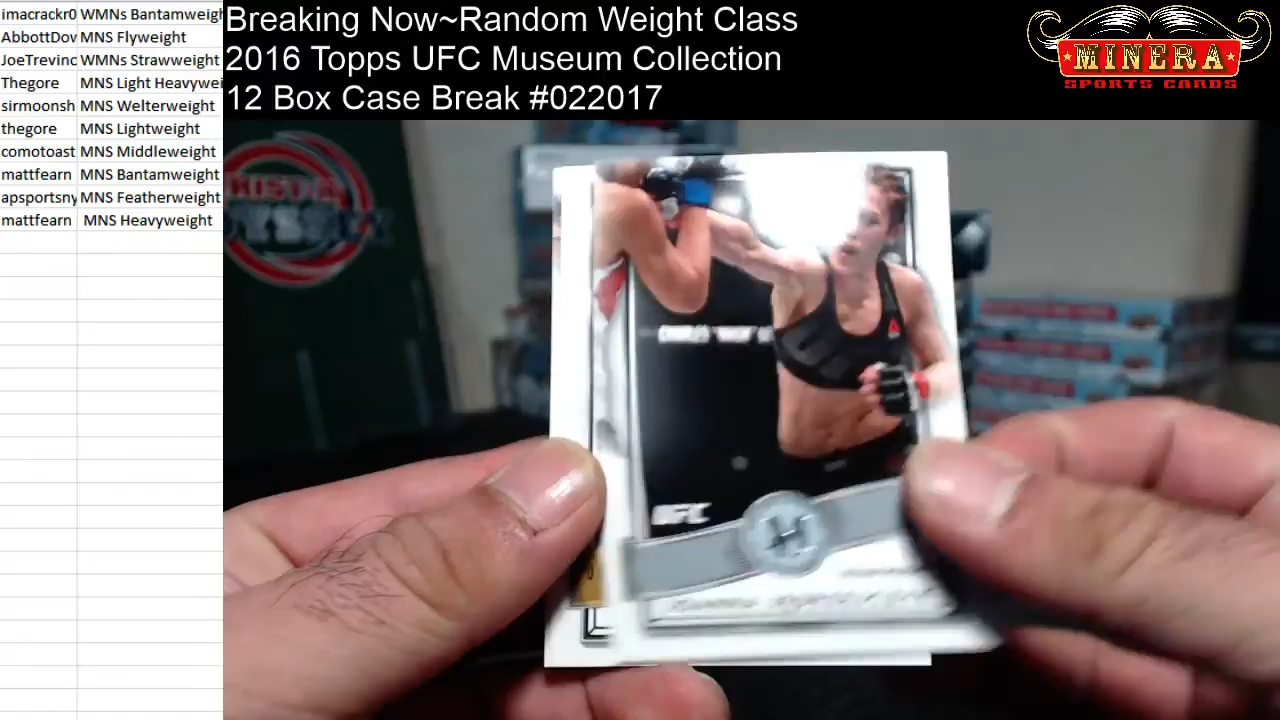 imacrackr0 WMNs Bantamweigh
AbbottDov MNS Flyweight
JoeTrevinc WMNs Strawweight
Thegore MNS Light Heavywei
sirmoonsh MNS Welterweight
thegore MNS Lightweight
comotoast MNS Middleweight
mattfearn MNS Bantamweight
apsportsny MNS Featherweight
mattfearn MNS Heavyweight
Breaking Now~Random Weight Class
2016 Topps UFC Museum Collection
12 Box Case Break #022017
MINERA
SPORTS CARDS
UFC